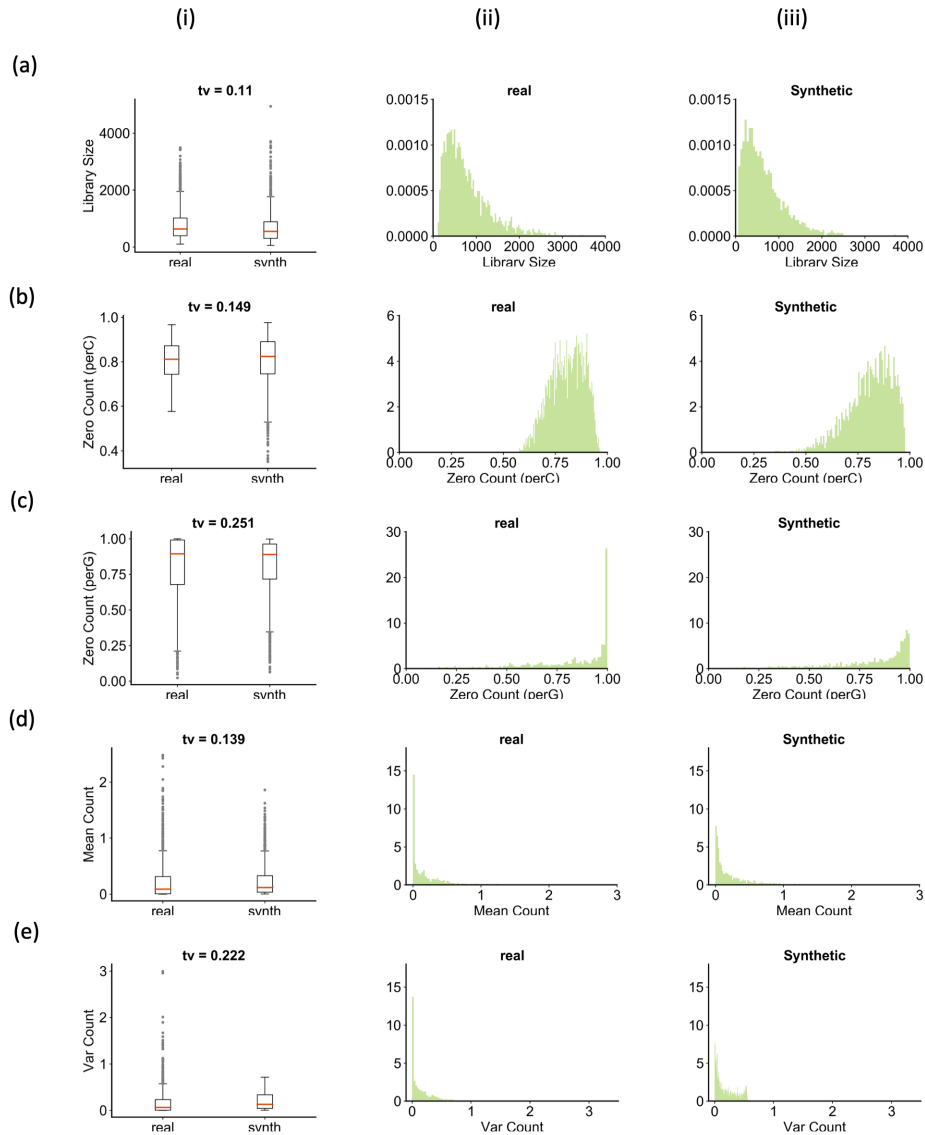 (i) (ii) (iii)
(a)
tv = 0.11 real Synthetic
Library Size
4000
2000
0
real synth
0.0015
0.0010
0.0005
0.0000
0 1000 2000 3000 4000
Library Size
0.0015
0.0010
0.0005
0.0000
0 1000 2000 3000 4000
Library Size
(b)
tv = 0.149 real Synthetic
Zero Count (perC)
1.0
0.8
0.6
0.4
real synth
6
4
2
0
0.00 0.25 0.50 0.75 1.00
Zero Count (perC)
6
4
2
0
0.00 0.25 0.50 0.75 1.00
Zero Count (perC)
(c)
tv = 0.251 real Synthetic
Zero Count (perG)
1.00
0.75
0.50
0.25
0.00
real synth
30
20
10
0
0.00 0.25 0.50 0.75 1.00
Zero Count (perG)
30
20
10
0
0.00 0.25 0.50 0.75 1.00
Zero Count (perG)
(d)
tv = 0.139 real Synthetic
Mean Count
2
1
0
real synth
15
10
5
0
0 1 2 3
Mean Count
15
10
5
0
0 1 2 3
Mean Count
(e)
tv = 0.222 real Synthetic
Var Count
3
2
1
0
real synth
15
10
5
0
0 1 2 3
Var Count
15
10
5
0
0 1 2 3
Var Count